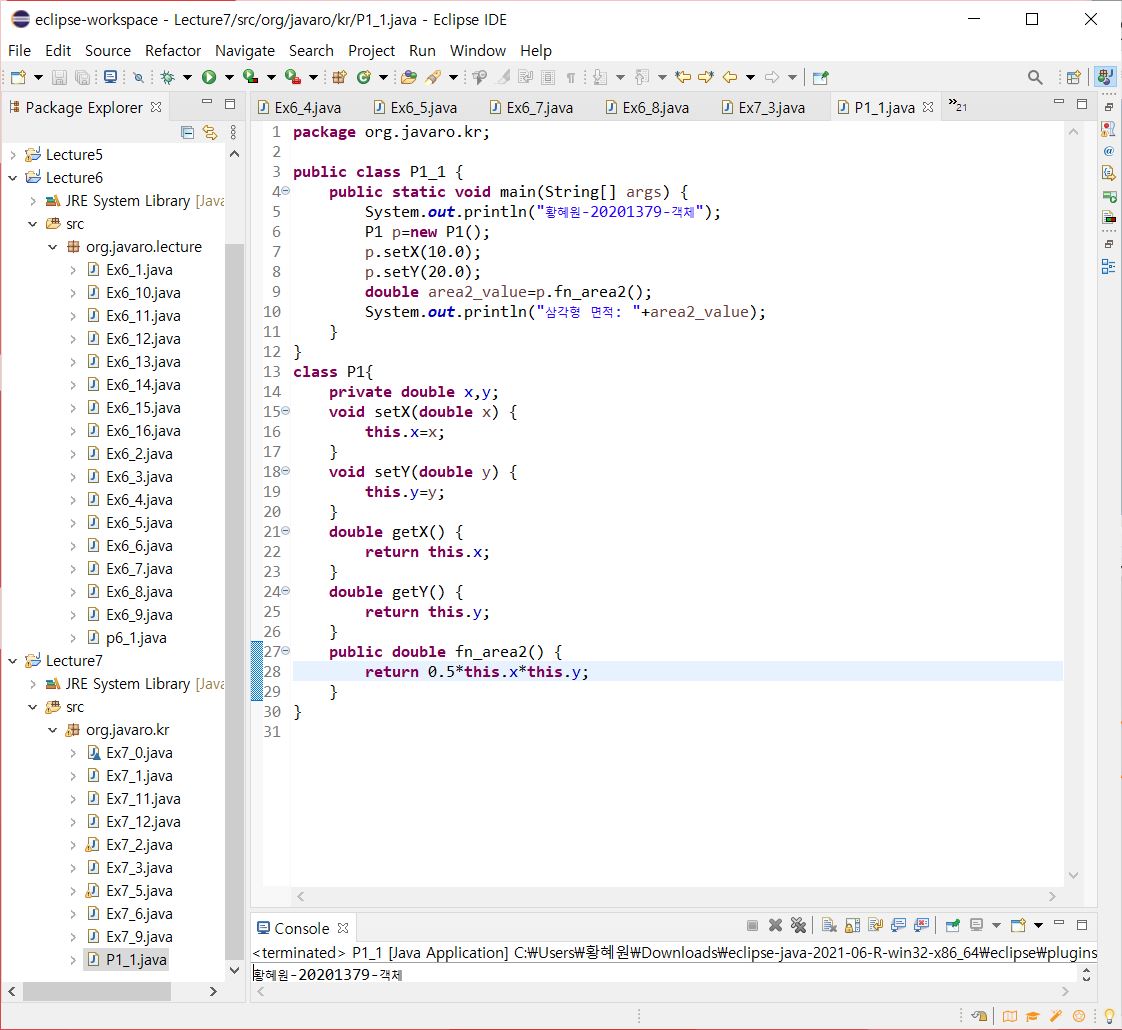 eclipse-workspace - Lecture7/src/org/javaro/kr/P1_1.java - Eclipse IDE
File Edit Source Refactor Navigate Search Project Run Window Help
Package Explorer
Lecture5
Lecture6
JRE System Library [Java
src
org.javaro.lecture
Ex6_1.java
Ex6_10.java
Ex6_11.java
Ex6_12.java
Ex6_13.java
Ex6_14.java
Ex6_15.java
Ex6_16.java
Ex6_2.java
Ex6_3.java
Ex6_4.java
Ex6_5.java
Ex6_6.java
Ex6_7.java
Ex6_8.java
Ex6_9.java
p6_1.java
Lecture7
JRE System Library [Java
src
org.javaro.kr
Ex7_0.java
Ex7_1.java
Ex7_11.java
Ex7_12.java
Ex7_2.java
Ex7_3.java
Ex7_5.java
Ex7_6.java
Ex7_9.java
P1_1.java
Ex6_4.java Ex6_5.java Ex6_7.java Ex6_8.java Ex7_3.java P1_1.java »21
1 package org.javaro.kr;
2
3 public class P1_1 {
4 public static void main(String[] args) {
5 System.out.println("황혜원-20201379-객체");
6 P1 p=new P1();
7 p.setX(10.0);
8 p.setY(20.0);
9 double area2_value=p.fn_area2();
10 System.out.println("삼각형 면적: "+area2_value);
11 }
12 }
13 class P1{
14 private double x,y;
15 void setX(double x) {
16 this.x=x;
17 }
18 void setY(double y) {
19 this.y=y;
20 }
21 double getX() {
22 return this.x;
23 }
24 double getY() {
25 return this.y;
26 }
27 public double fn_area2() {
28 return 0.5*this.x*this.y;
29 }
30 }
31
Console
<terminated> P1_1 [Java Application] C:₩Users₩황혜원₩Downloads₩eclipse-java-2021-06-R-win32-x86_64₩eclipse₩plugins
황혜원-20201379-객체